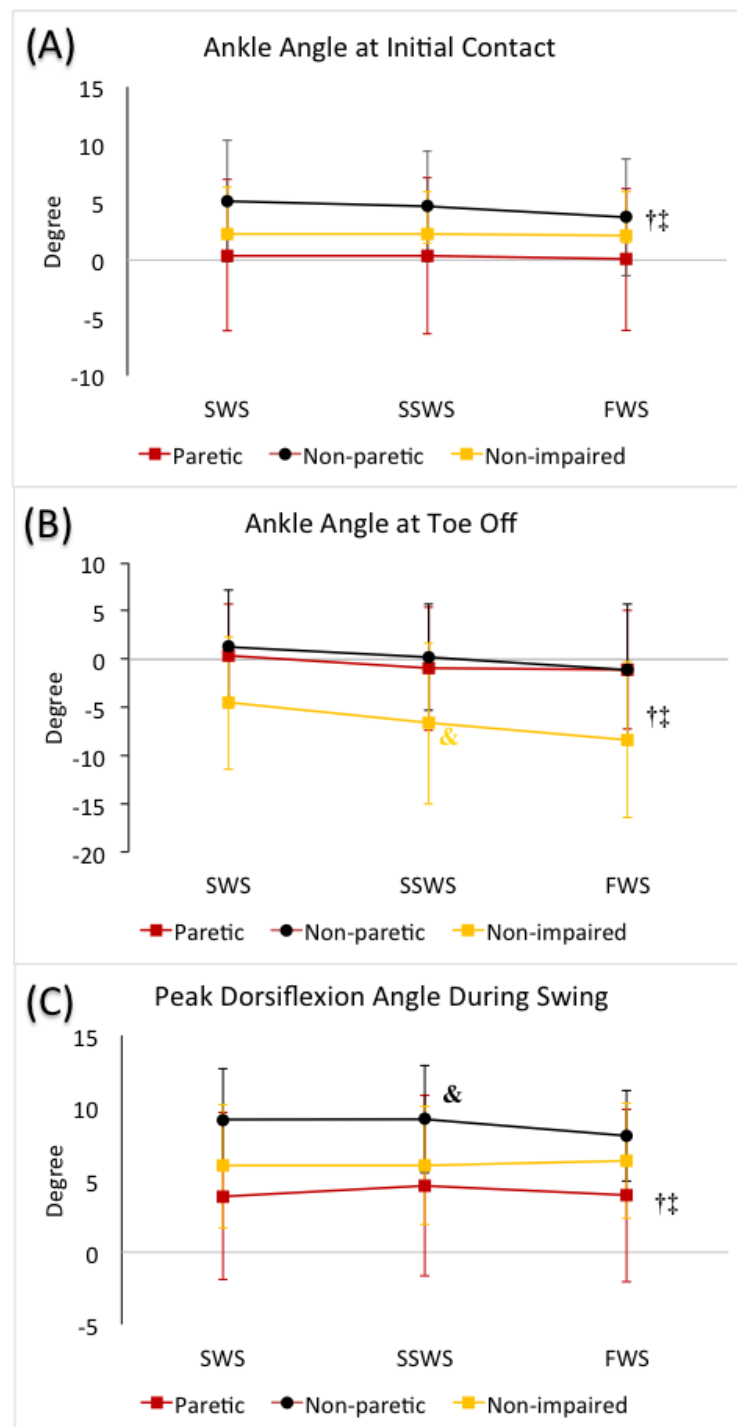 (A) Ankle Angle at Initial Contact
15
10
5
0
-5
-10
Degree
†‡
SWS SSWS FWS
Paretic Non-paretic Non-impaired
(B) Ankle Angle at Toe Off
10
5
0
-5
-10
-15
-20
Degree
&
†‡
SWS SSWS FWS
Paretic Non-paretic Non-impaired
(C) Peak Dorsiflexion Angle During Swing
15
10
5
0
-5
Degree
&
†‡
SWS SSWS FWS
Paretic Non-paretic Non-impaired